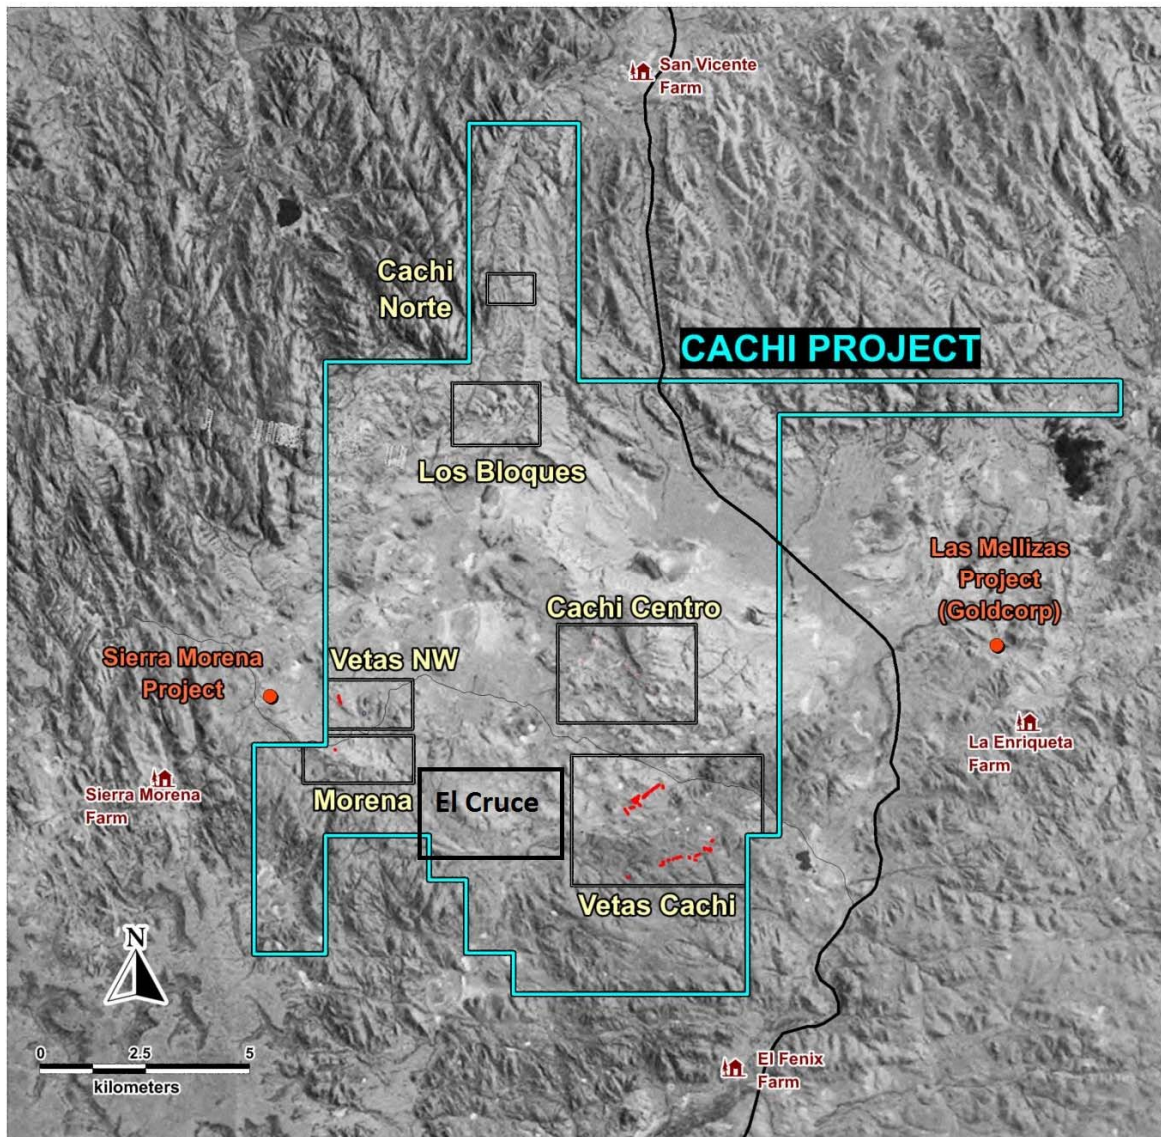 San Vicente
Farm
Cachi
Norte
CACHI PROJECT
Los Bloques
Las Mellizas
Project
(Goldcorp)
Cachi Centro
Sierra Morena
Project
Vetas NW
La Enriqueta
Farm
Sierra Morena
Farm
Morena
El Cruce
Vetas Cachi
N
0 2.5 5
kilometers
El Fenix
Farm